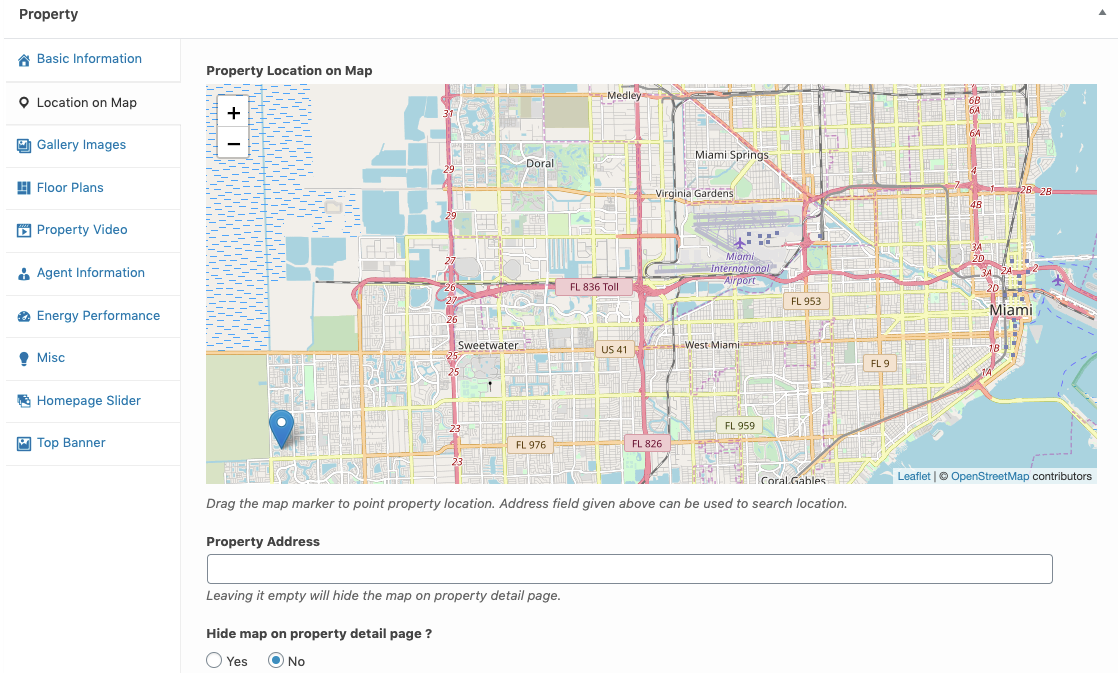 Property
Basic Information
Location on Map
Gallery Images
Floor Plans
Property Video
Agent Information
Energy Performance
Misc
Homepage Slider
Top Banner
Property Location on Map
+
−
Medley
31
6B
6A
6A
Doral
Miami Springs
29
4
Virginia Gardens
7
1
2B
2B
4B
29
Miami
International
Airport
3A
2D
27
3A
2A
2
26
FL 836 Toll
2D
27
FL 953
26
Miami
Sweetwater
US 41
West Miami
1B
25
FL 9
25
1A
23
FL 959
FL 976
FL 826
23
Coral Gables
Leaflet | © OpenStreetMap contributors
Drag the map marker to point property location. Address field given above can be used to search location.
Property Address
Leaving it empty will hide the map on property detail page.
Hide map on property detail page ?
Yes No